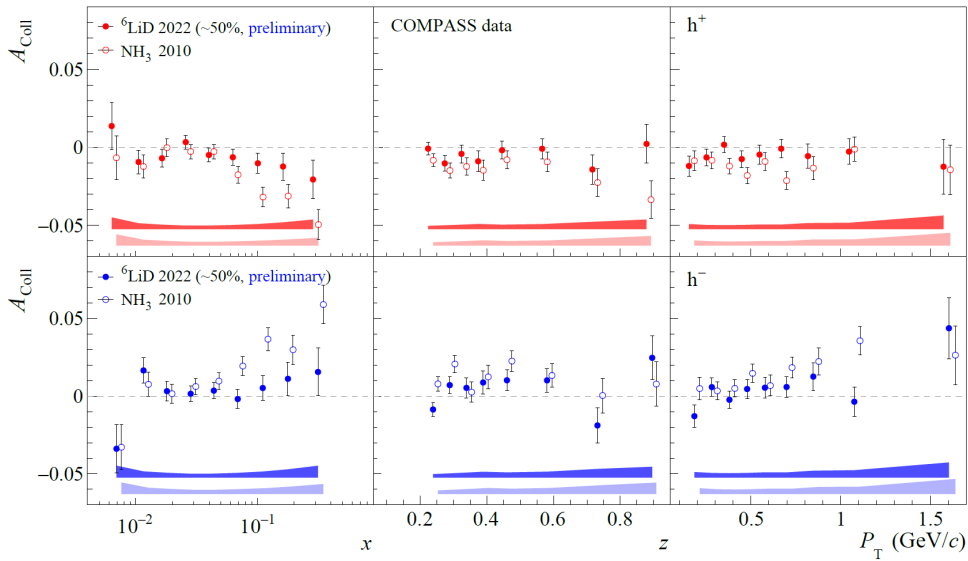 A_Coll
⁶LiD 2022 (~50%, preliminary)
NH₃ 2010
COMPASS data
h⁺
0.05
0
−0.05
A_Coll
⁶LiD 2022 (~50%, preliminary)
NH₃ 2010
h⁻
0.05
0
−0.05
10⁻² 10⁻¹
0.2 0.4 0.6 0.8
0.5 1 1.5
x
z
P_T (GeV/c)